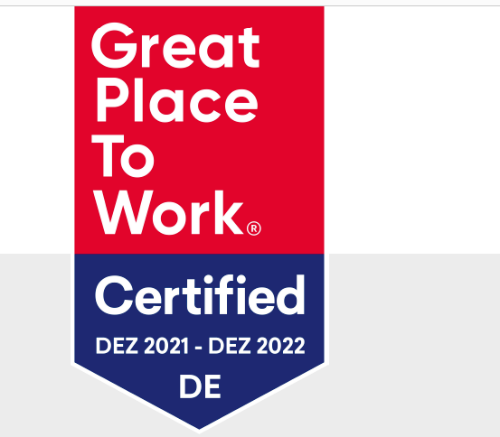 Great
Place
To
Work®
Certified
DEZ 2021 - DEZ 2022
DE